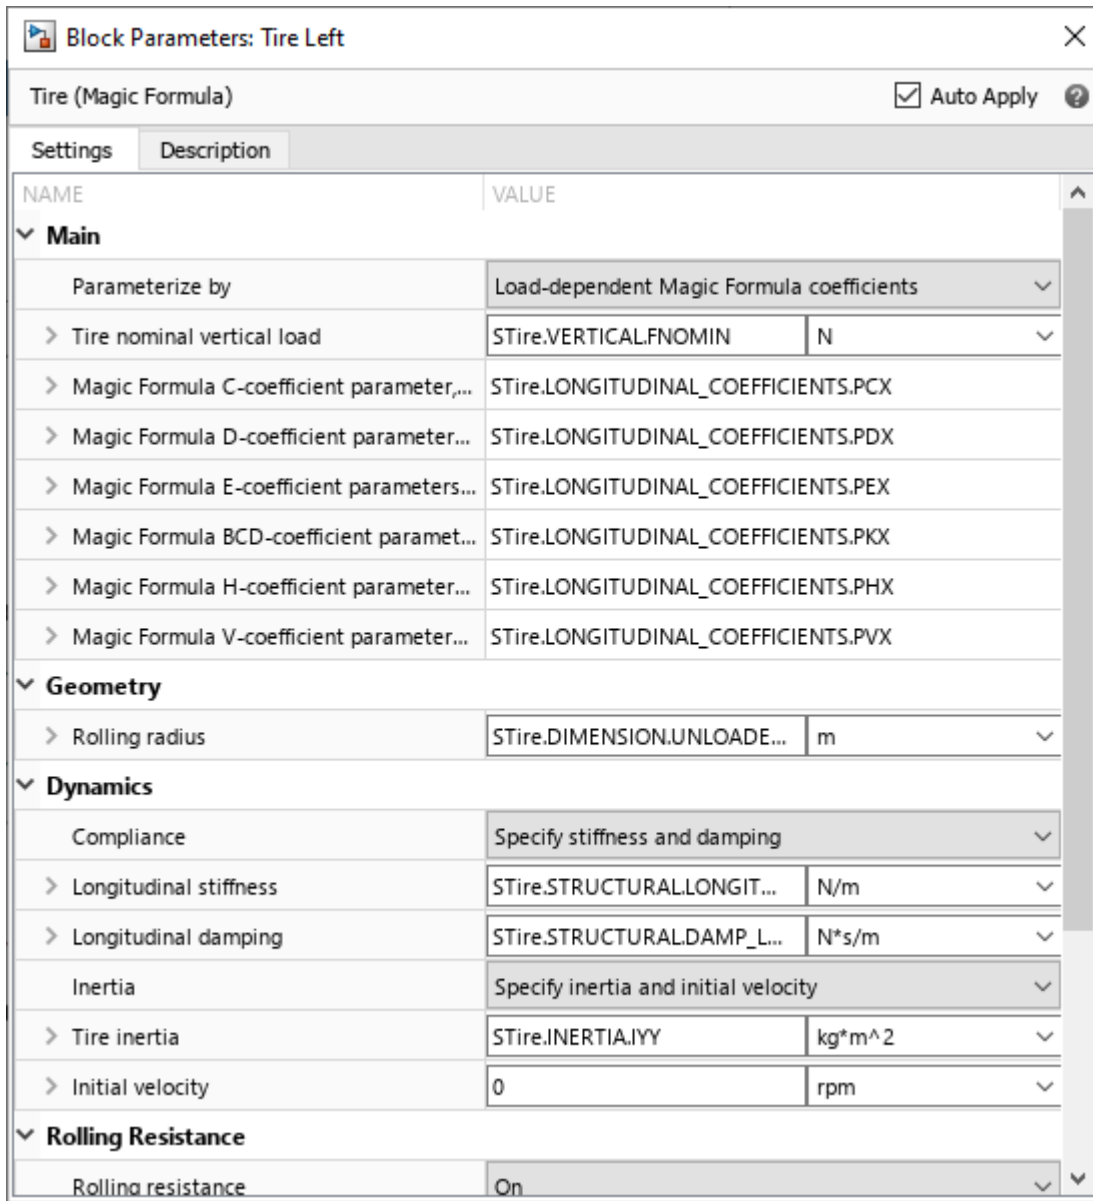 Block Parameters: Tire Left
Tire (Magic Formula) Auto Apply
Settings Description
NAME VALUE
Main
Parameterize by Load-dependent Magic Formula coefficients
Tire nominal vertical load STire.VERTICAL.FNOMIN N
Magic Formula C-coefficient parameter,... STire.LONGITUDINAL_COEFFICIENTS.PCX
Magic Formula D-coefficient parameter... STire.LONGITUDINAL_COEFFICIENTS.PDX
Magic Formula E-coefficient parameters... STire.LONGITUDINAL_COEFFICIENTS.PEX
Magic Formula BCD-coefficient paramet... STire.LONGITUDINAL_COEFFICIENTS.PKX
Magic Formula H-coefficient parameter... STire.LONGITUDINAL_COEFFICIENTS.PHX
Magic Formula V-coefficient parameter... STire.LONGITUDINAL_COEFFICIENTS.PVX
Geometry
Rolling radius STire.DIMENSION.UNLOADE... m
Dynamics
Compliance Specify stiffness and damping
Longitudinal stiffness STire.STRUCTURAL.LONGIT... N/m
Longitudinal damping STire.STRUCTURAL.DAMP_L... N*s/m
Inertia Specify inertia and initial velocity
Tire inertia STire.INERTIA.IYY kg*m^2
Initial velocity 0 rpm
Rolling Resistance
Rolling resistance On